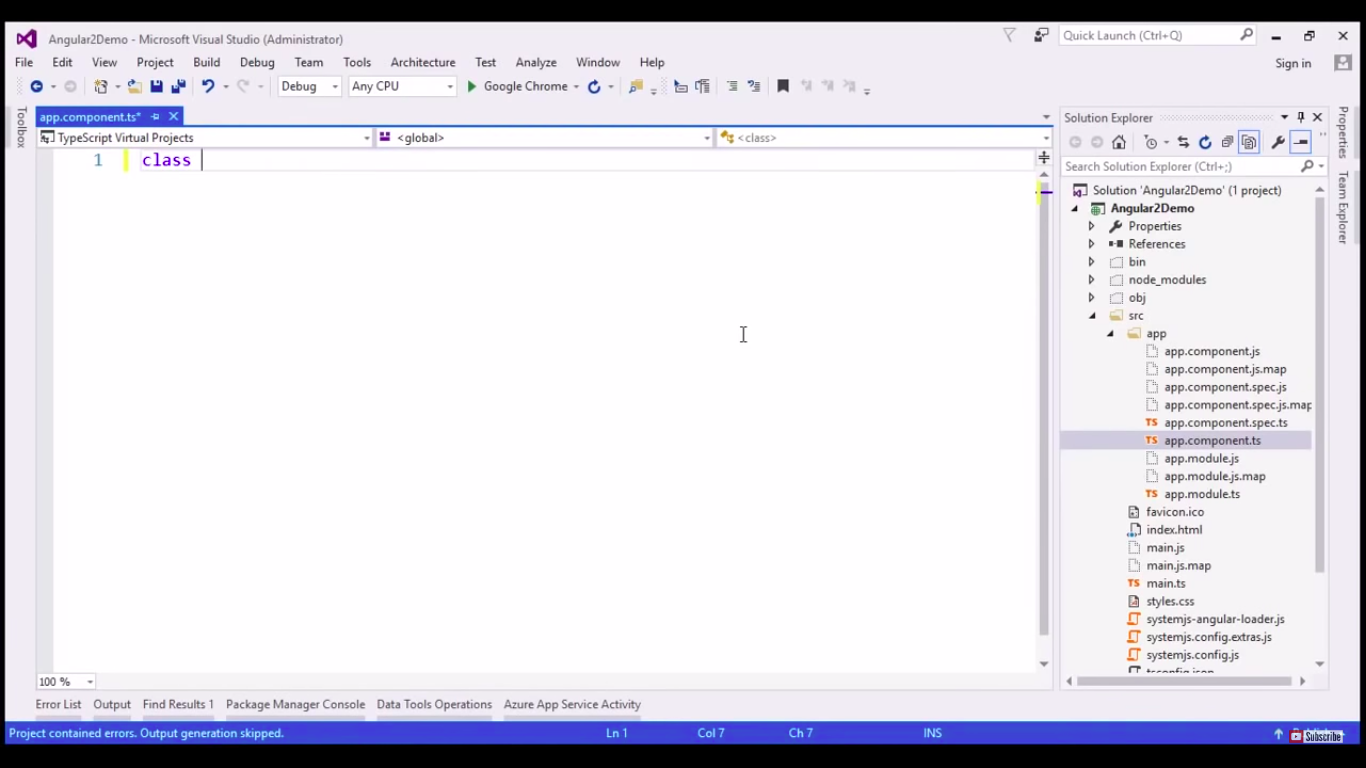 Angular2Demo - Microsoft Visual Studio (Administrator)
Quick Launch (Ctrl+Q)
File Edit View Project Build Debug Team Tools Architecture Test Analyze Window Help
Sign in
Debug Any CPU Google Chrome
Toolbox
app.component.ts*
TypeScript Virtual Projects <global> <class>
1 class
Solution Explorer
Search Solution Explorer (Ctrl+;)
Solution 'Angular2Demo' (1 project)
Angular2Demo
Properties
References
bin
node_modules
obj
src
app
app.component.js
app.component.js.map
app.component.spec.js
app.component.spec.js.map
app.component.spec.ts
app.component.ts
app.module.js
app.module.js.map
app.module.ts
favicon.ico
index.html
main.js
main.js.map
main.ts
styles.css
systemjs-angular-loader.js
systemjs.config.extras.js
systemjs.config.js
tsconfig.json
Properties
Team Explorer
100 %
Error List Output Find Results 1 Package Manager Console Data Tools Operations Azure App Service Activity
Project contained errors. Output generation skipped. Ln 1 Col 7 Ch 7 INS
Subscribe